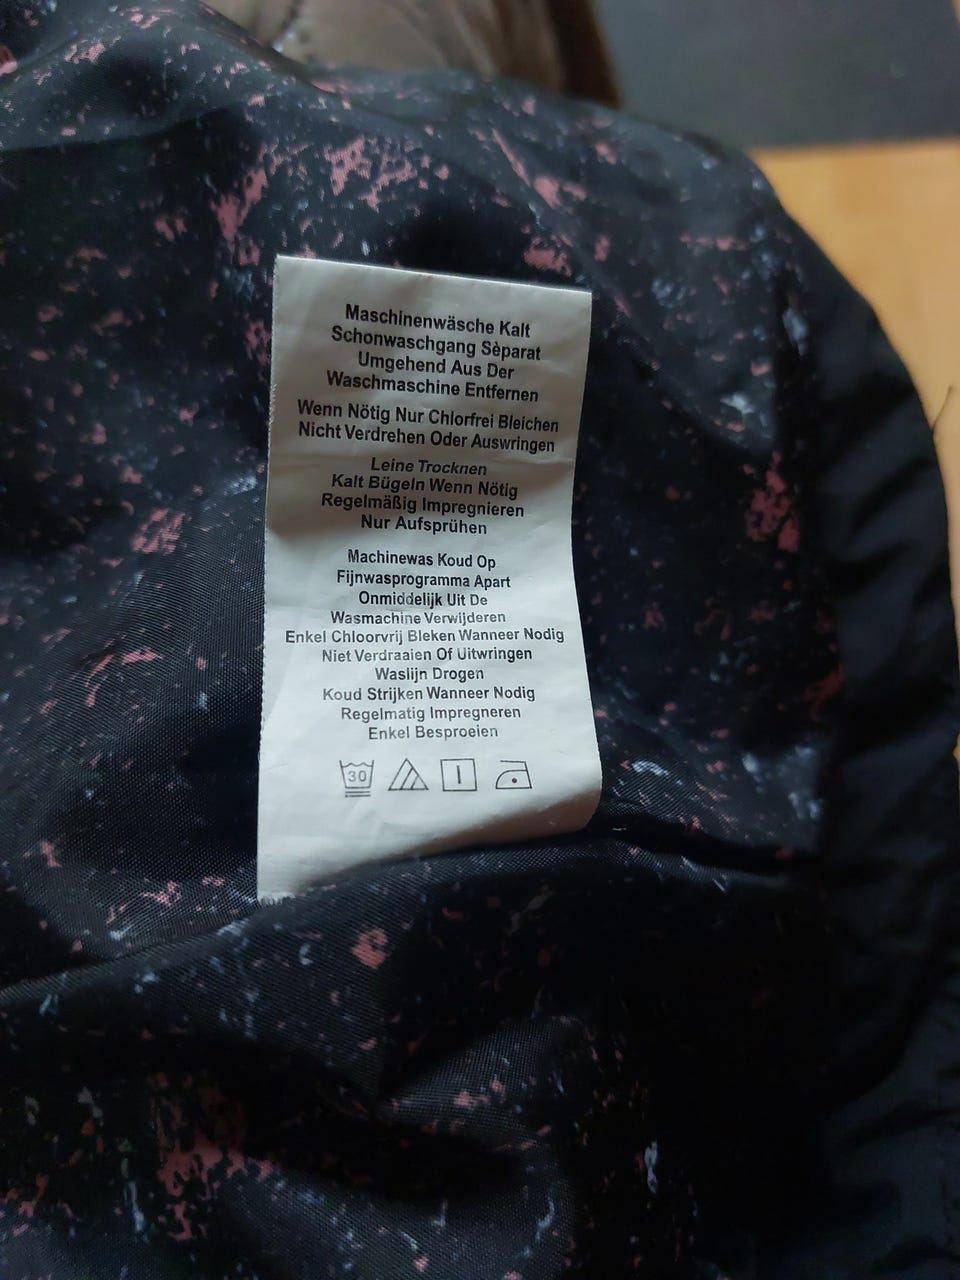 Maschinenwäsche Kalt
Schonwaschgang Sèparat
Umgehend Aus Der
Waschmaschine Entfernen
Wenn Nötig Nur Chlorfrei Bleichen
Nicht Verdrehen Oder Auswringen
Leine Trocknen
Kalt Bügeln Wenn Nötig
Regelmäßig Impregnieren
Nur Aufsprühen
Machinewas Koud Op
Fijnwasprogramma Apart
Onmiddelijk Uit De
Wasmachine Verwijderen
Enkel Chloorvrij Bleken Wanneer Nodig
Niet Verdraaien Of Uitwringen
Waslijn Drogen
Koud Strijken Wanneer Nodig
Regelmatig Impregneren
Enkel Besproeien
30